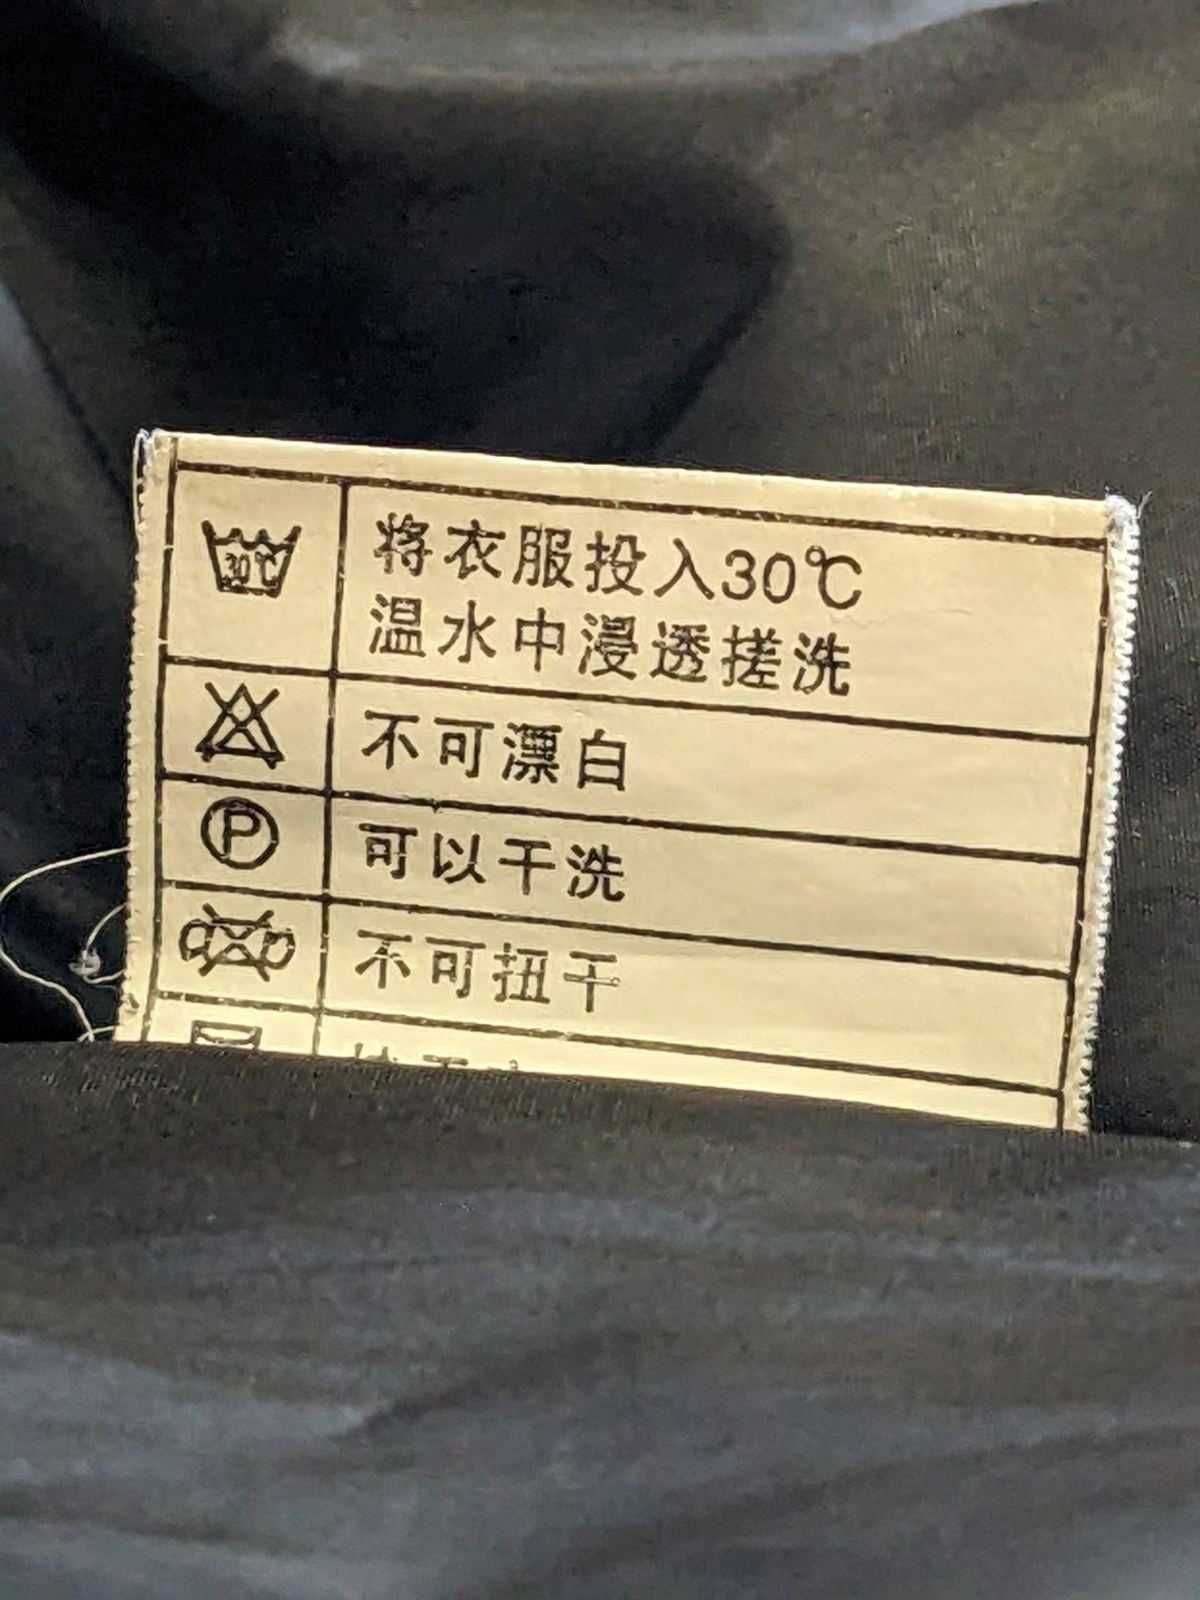 30℃
将衣服投入30℃
温水中浸透搓洗
不可漂白
P
可以干洗
不可扭干